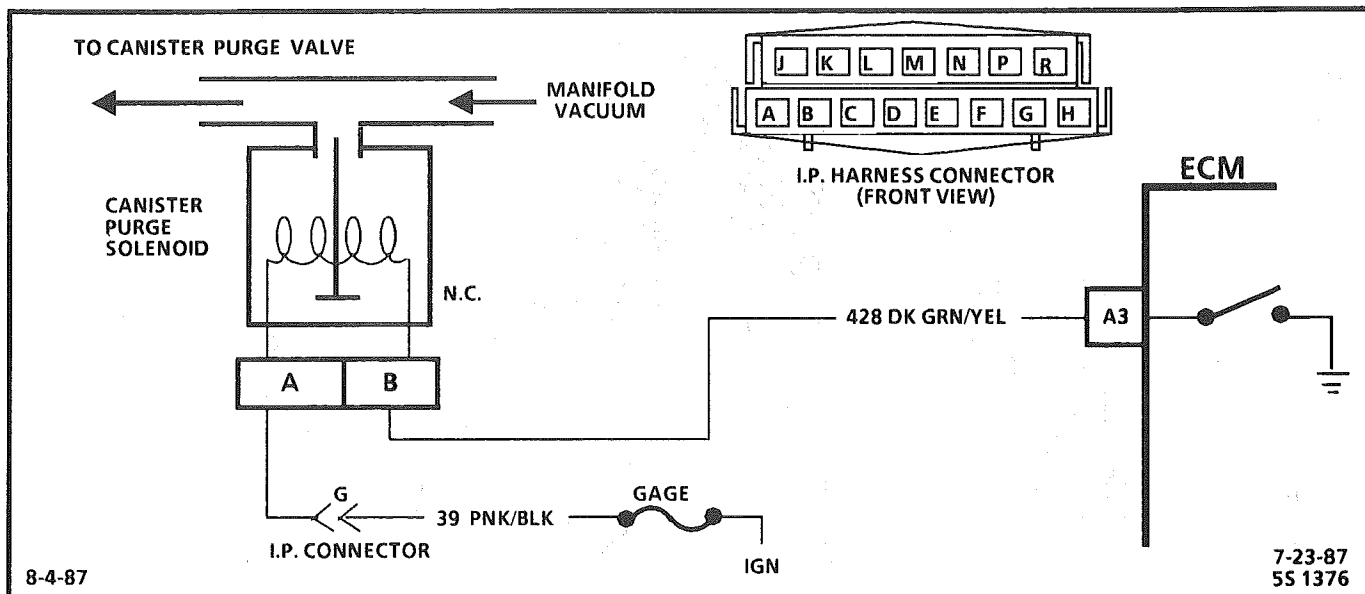 TO CANISTER PURGE VALVE
MANIFOLD
VACUUM
J K L M N P R
A B C D E F G H
I.P. HARNESS CONNECTOR
(FRONT VIEW)
ECM
CANISTER
PURGE
SOLENOID
N.C.
428 DK GRN/YEL
A3
A B
G
39 PNK/BLK
GAGE
I.P. CONNECTOR
IGN
8-4-87
7-23-87
5S 1376